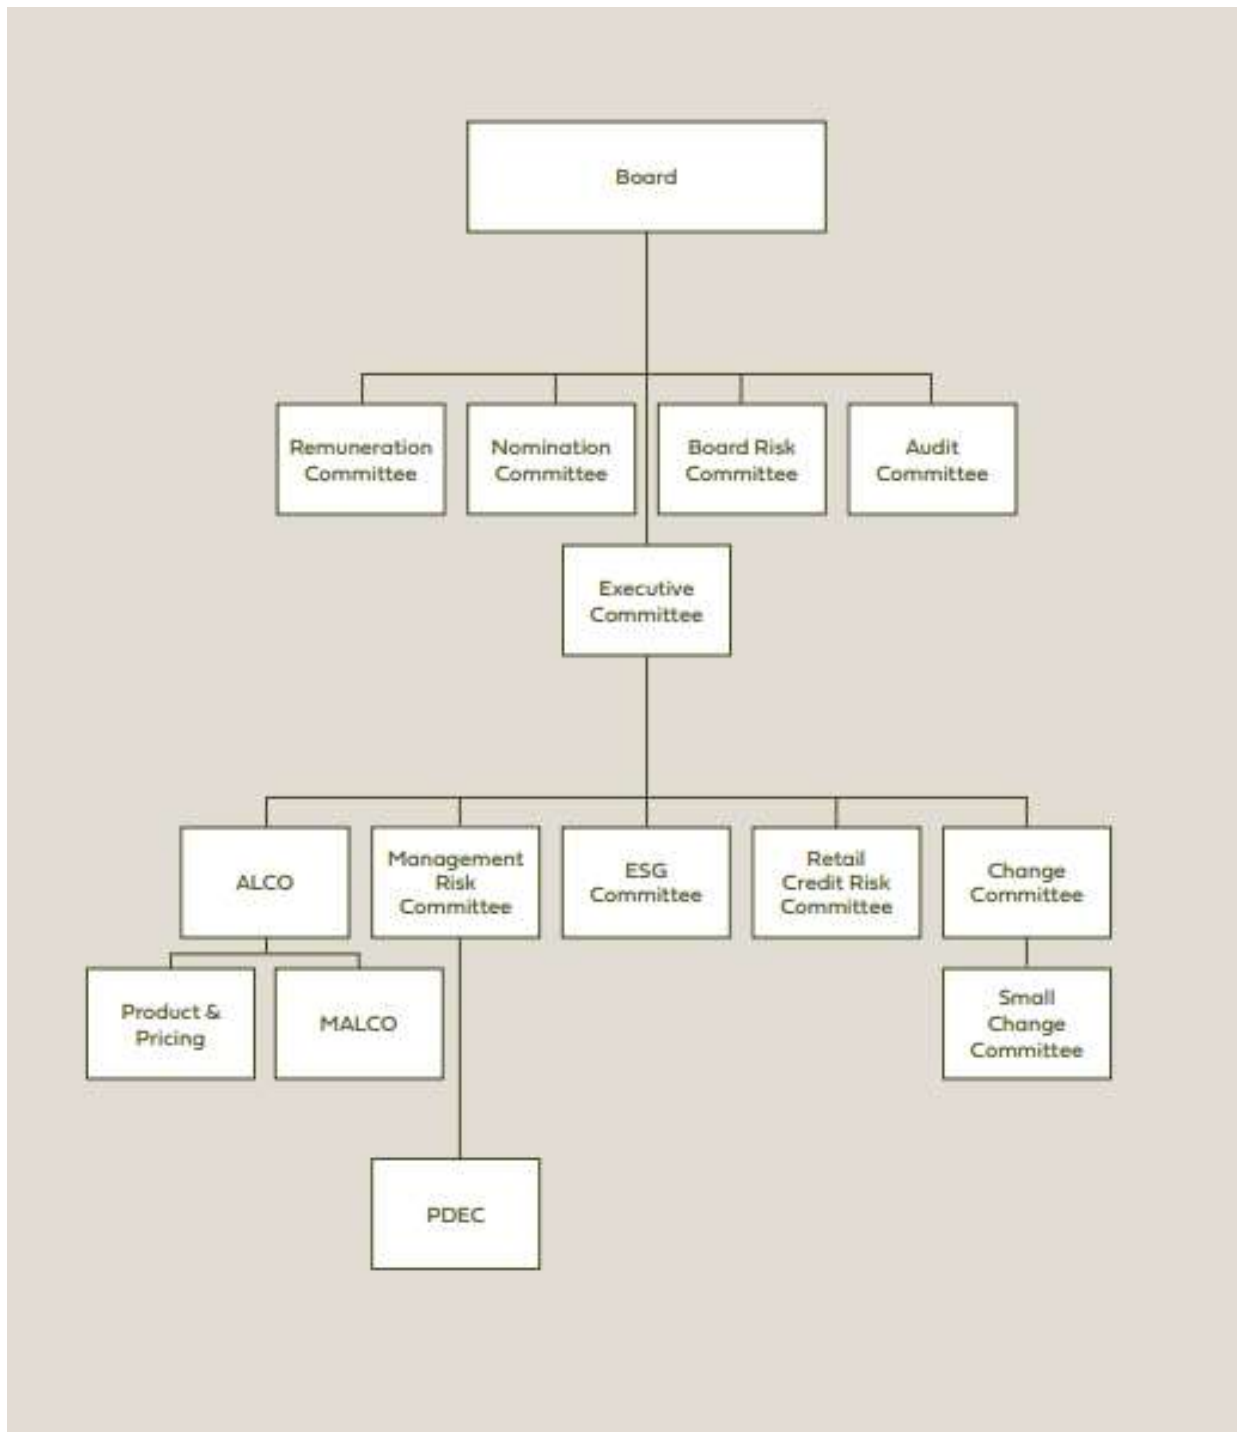 Board
Remuneration
Committee
Nomination
Committee
Board Risk
Committee
Audit
Committee
Executive
Committee
ALCO
Management
Risk
Committee
ESG
Committee
Retail
Credit Risk
Committee
Change
Committee
Product &
Pricing
MALCO
Small
Change
Committee
PDEC